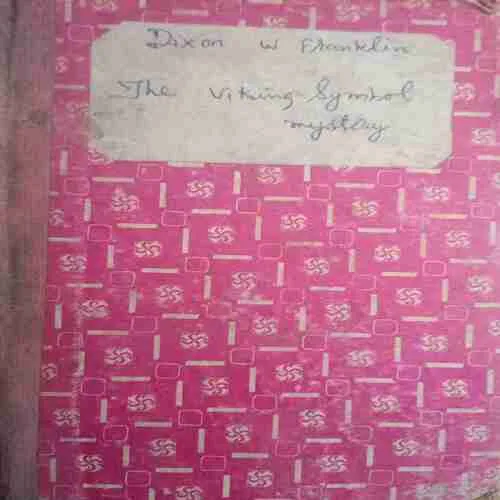 Dixon W Franklin
The Viking Symbol
mystery